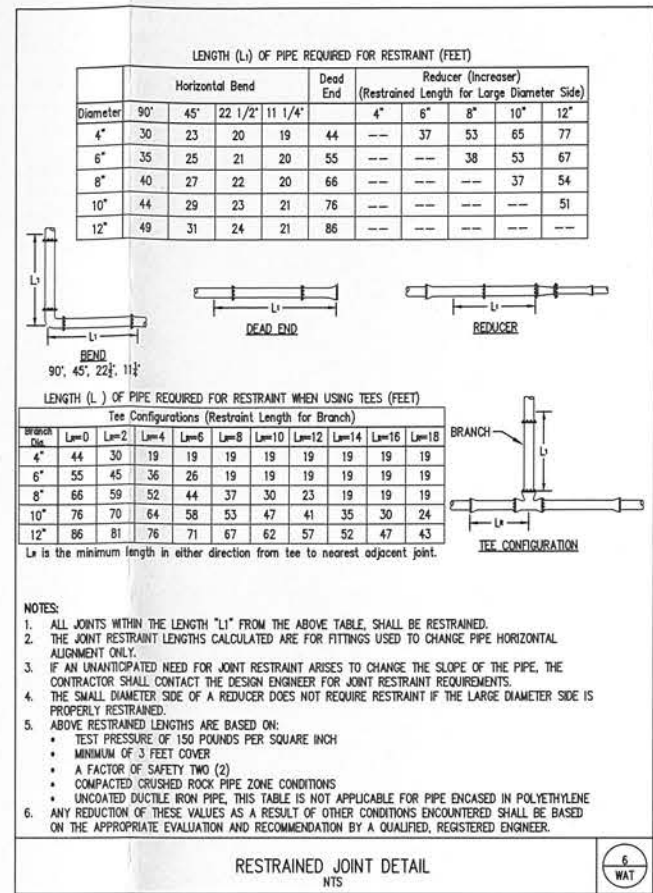 LENGTH (L₁) OF PIPE REQUIRED FOR RESTRAINT (FEET)
Horizontal Bend Dead End Reducer (Increaser) (Restrained Length for Large Diameter Side)
Diameter 90° 45° 22 1/2° 11 1/4° 4" 6" 8" 10" 12"
4" 30 23 20 19 44 -- 37 53 65 77
6" 35 25 21 20 55 -- -- 38 53 67
8" 40 27 22 20 66 -- -- -- 37 54
10" 44 29 23 21 76 -- -- -- -- 51
12" 49 31 24 21 86 -- -- -- -- --
L₁
L₁
BEND
90°, 45°, 22½°, 11¼°
L₁
DEAD END
L₁
REDUCER
LENGTH (L ) OF PIPE REQUIRED FOR RESTRAINT WHEN USING TEES (FEET)
Tee Configurations (Restraint Length for Branch)
Branch Dia. LR=0 LR=2 LR=4 LR=6 LR=8 LR=10 LR=12 LR=14 LR=16 LR=18
4" 44 30 19 19 19 19 19 19 19 19
6" 55 45 36 26 19 19 19 19 19 19
8" 66 59 52 44 37 30 23 19 19 19
10" 76 70 64 58 53 47 41 35 30 24
12" 86 81 76 71 67 62 57 52 47 43
LR is the minimum length in either direction from tee to nearest adjacent joint.
BRANCH
L₁
LR
TEE CONFIGURATION
NOTES:
1. ALL JOINTS WITHIN THE LENGTH "L1" FROM THE ABOVE TABLE, SHALL BE RESTRAINED.
2. THE JOINT RESTRAINT LENGTHS CALCULATED ARE FOR FITTINGS USED TO CHANGE PIPE HORIZONTAL
ALIGNMENT ONLY.
3. IF AN UNANTICIPATED NEED FOR JOINT RESTRAINT ARISES TO CHANGE THE SLOPE OF THE PIPE, THE
CONTRACTOR SHALL CONTACT THE DESIGN ENGINEER FOR JOINT RESTRAINT REQUIREMENTS.
4. THE SMALL DIAMETER SIDE OF A REDUCER DOES NOT REQUIRE RESTRAINT IF THE LARGE DIAMETER SIDE IS
PROPERLY RESTRAINED.
5. ABOVE RESTRAINED LENGTHS ARE BASED ON:
• TEST PRESSURE OF 150 POUNDS PER SQUARE INCH
• MINIMUM OF 3 FEET COVER
• A FACTOR OF SAFETY TWO (2)
• COMPACTED CRUSHED ROCK PIPE ZONE CONDITIONS
• UNCOATED DUCTILE IRON PIPE, THIS TABLE IS NOT APPLICABLE FOR PIPE ENCASED IN POLYETHYLENE
6. ANY REDUCTION OF THESE VALUES AS A RESULT OF OTHER CONDITIONS ENCOUNTERED SHALL BE BASED
ON THE APPROPRIATE EVALUATION AND RECOMMENDATION BY A QUALIFIED, REGISTERED ENGINEER.
RESTRAINED JOINT DETAIL
NTS
6
WAT